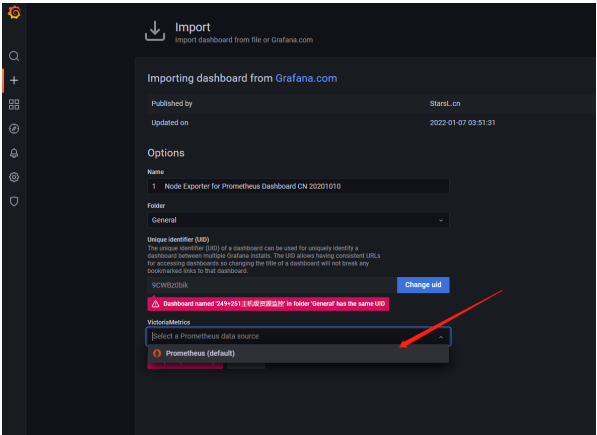 Import
Import dashboard from file or Grafana.com
Importing dashboard from Grafana.com
Published by StarsL.cn
Updated on 2022-01-07 03:51:31
Options
Name
1 Node Exporter for Prometheus Dashboard CN 20201010
Folder
General
Unique identifier (UID)
The unique identifier (UID) of a dashboard can be used for uniquely identify a
dashboard between multiple Grafana installs. The UID allows having consistent URLs
for accessing dashboards so changing the title of a dashboard will not break any
bookmarked links to that dashboard.
9CWBz0bik Change uid
Dashboard named '249+251主机级资源监控' in folder 'General' has the same UID
VictoriaMetrics
Select a Prometheus data source
Prometheus (default)